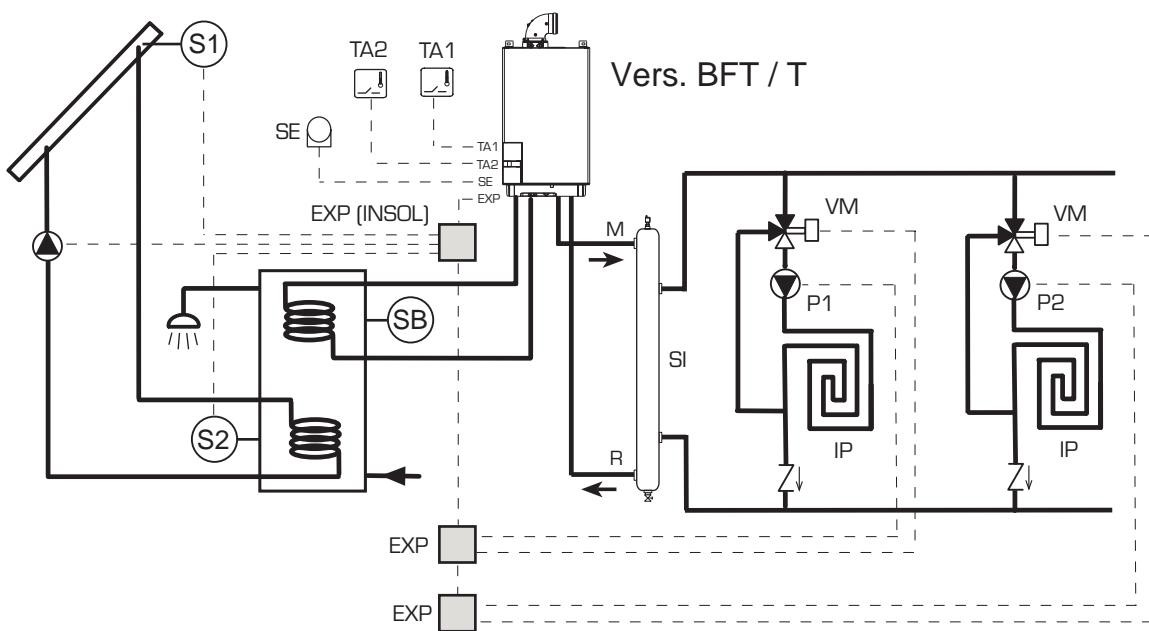 S1
TA2
TA1
Vers. BFT / T
SE
TA1
TA2
SE
EXP
EXP (INSOL)
M
VM
VM
P1
P2
SB
SI
S2
R
IP
IP
EXP
EXP